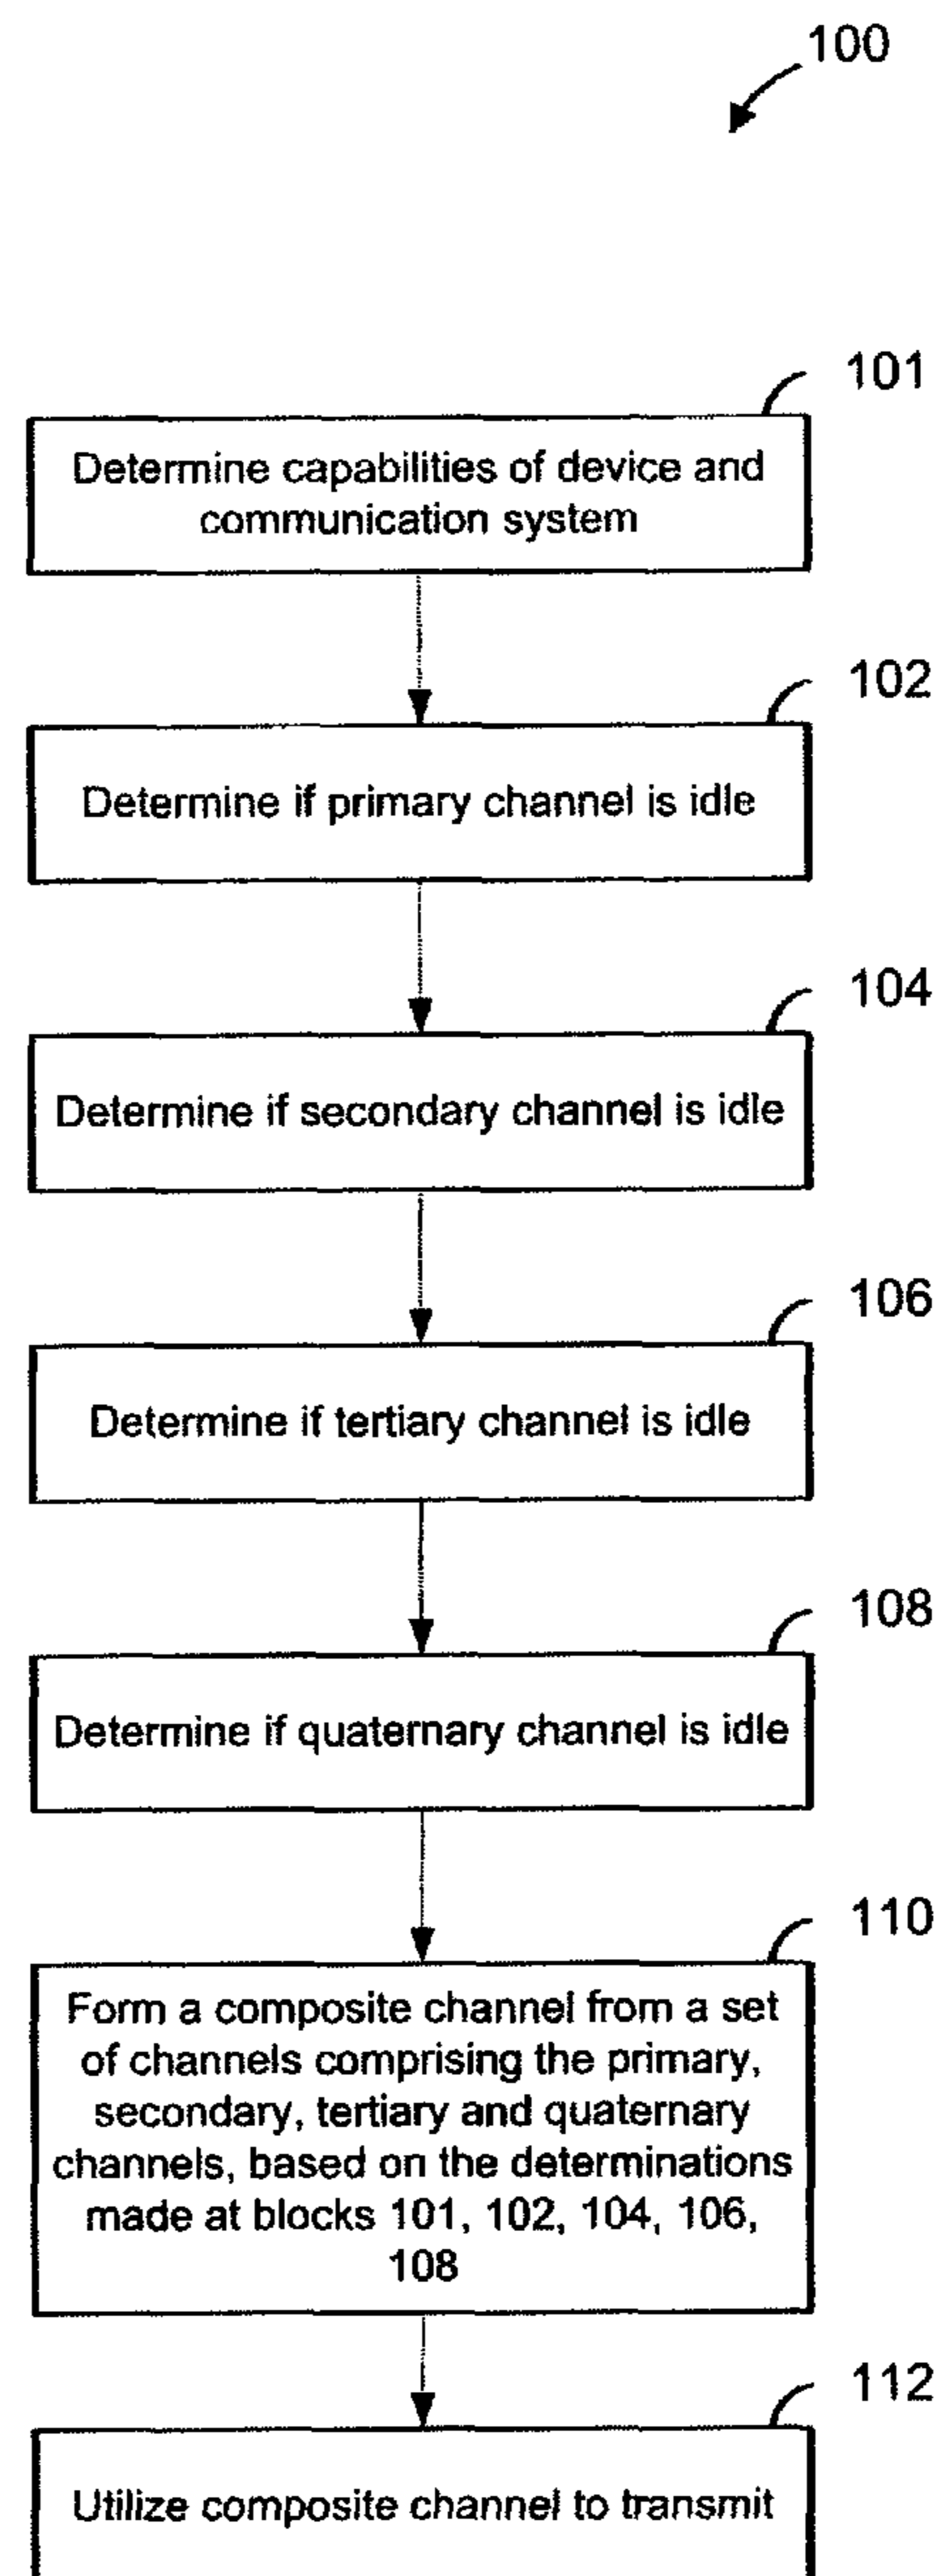 100
101
Determine capabilities of device and
communication system
102
Determine if primary channel is idle
104
Determine if secondary channel is idle
106
Determine if tertiary channel is idle
108
Determine if quaternary channel is idle
110
Form a composite channel from a set
of channels comprising the primary,
secondary, tertiary and quaternary
channels, based on the determinations
made at blocks 101, 102, 104, 106,
108
112
Utilize composite channel to transmit